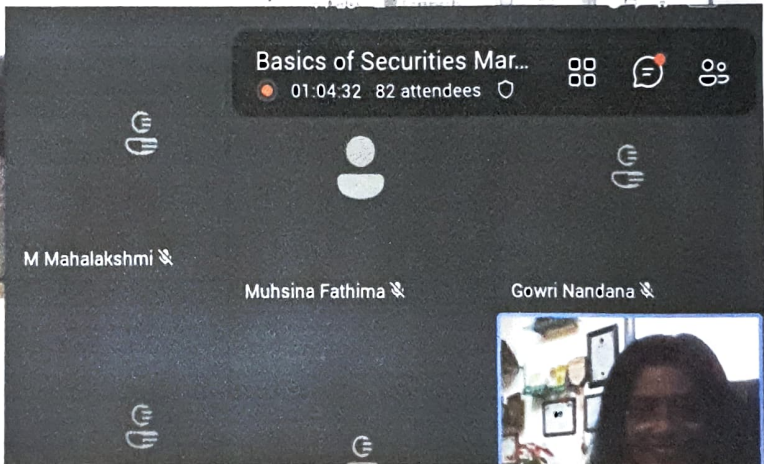 Basics of Securities Mar...
01:04:32 82 attendees
M Mahalakshmi
Muhsina Fathima
Gowri Nandana